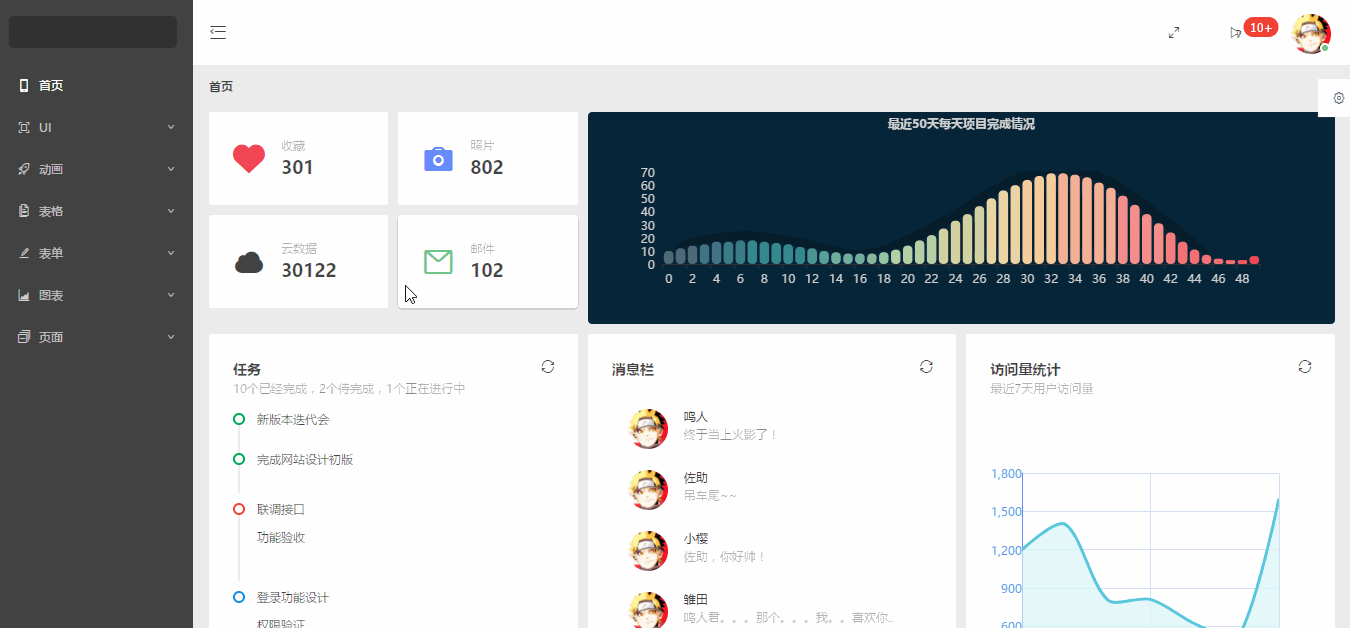 10+
首页
UI
动画
表格
表单
图表
页面
首页
收藏
301
照片
802
云数据
30122
邮件
102
最近50天每天项目完成情况
70
60
50
40
30
20
10
0
0 2 4 6 8 10 12 14 16 18 20 22 24 26 28 30 32 34 36 38 40 42 44 46 48
任务
10个已经完成，2个待完成，1个正在进行中
新版本迭代会
完成网站设计初版
联调接口
功能验收
登录功能设计
权限验证
消息栏
鸣人
终于当上火影了！
佐助
吊车尾~~
小樱
佐助，你好帅！
雏田
鸣人君。。。那个。。。我。。喜欢你..
访问量统计
最近7天用户访问量
1,800
1,500
1,200
900
600